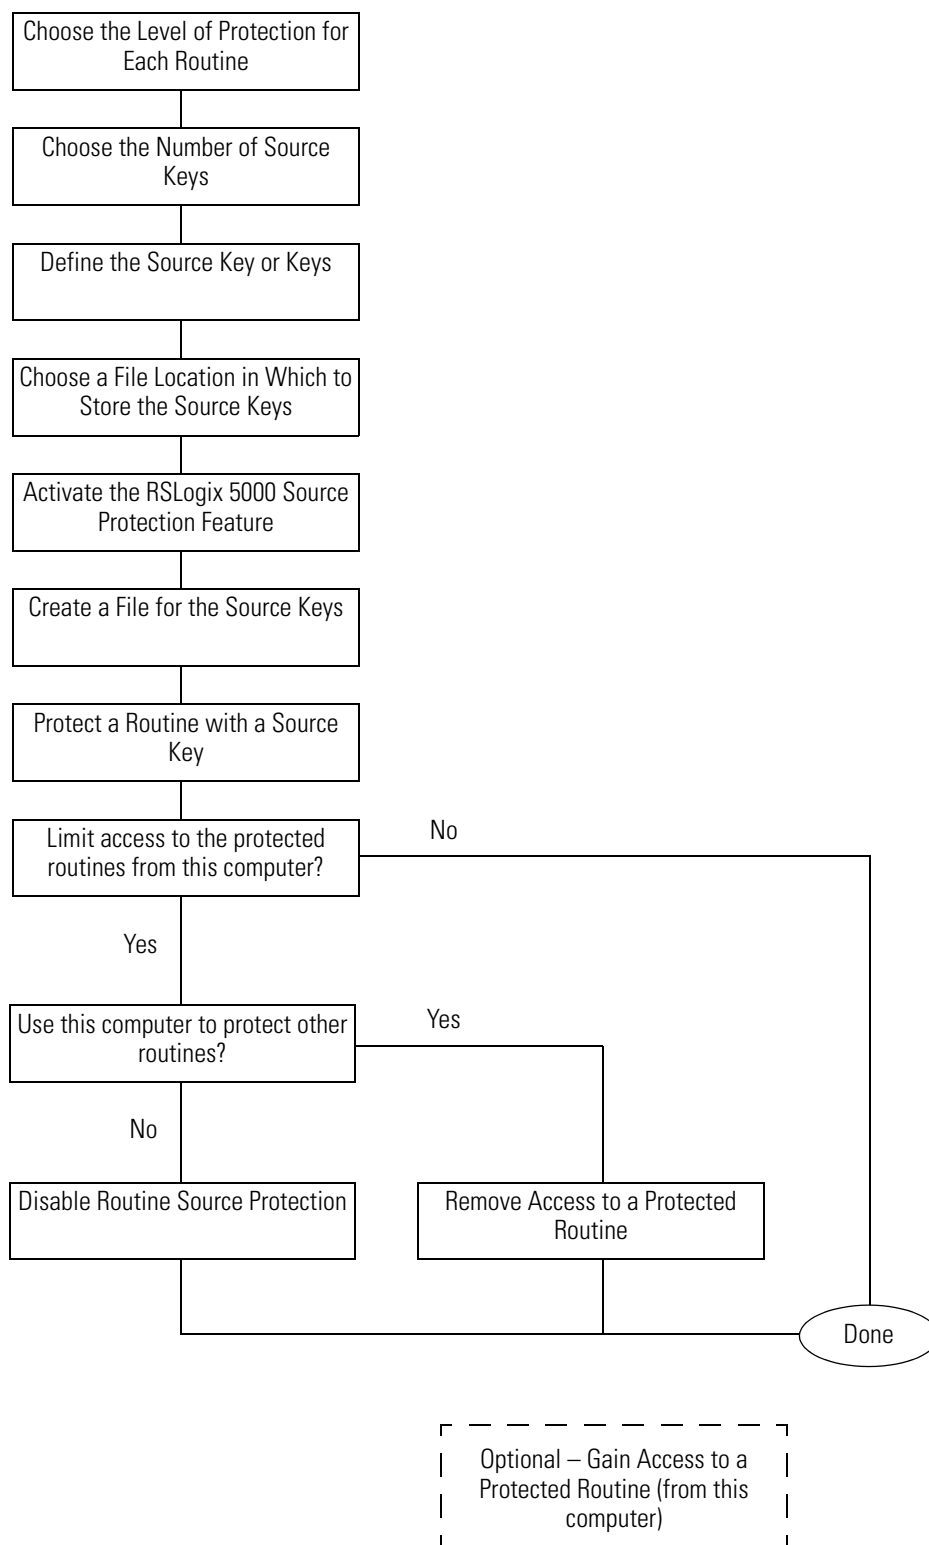 Choose the Level of Protection for
Each Routine
Choose the Number of Source
Keys
Define the Source Key or Keys
Choose a File Location in Which to
Store the Source Keys
Activate the RSLogix 5000 Source
Protection Feature
Create a File for the Source Keys
Protect a Routine with a Source
Key
Limit access to the protected
routines from this computer?
No
Yes
Use this computer to protect other
routines?
Yes
No
Disable Routine Source Protection
Remove Access to a Protected
Routine
Done
Optional – Gain Access to a
Protected Routine (from this
computer)